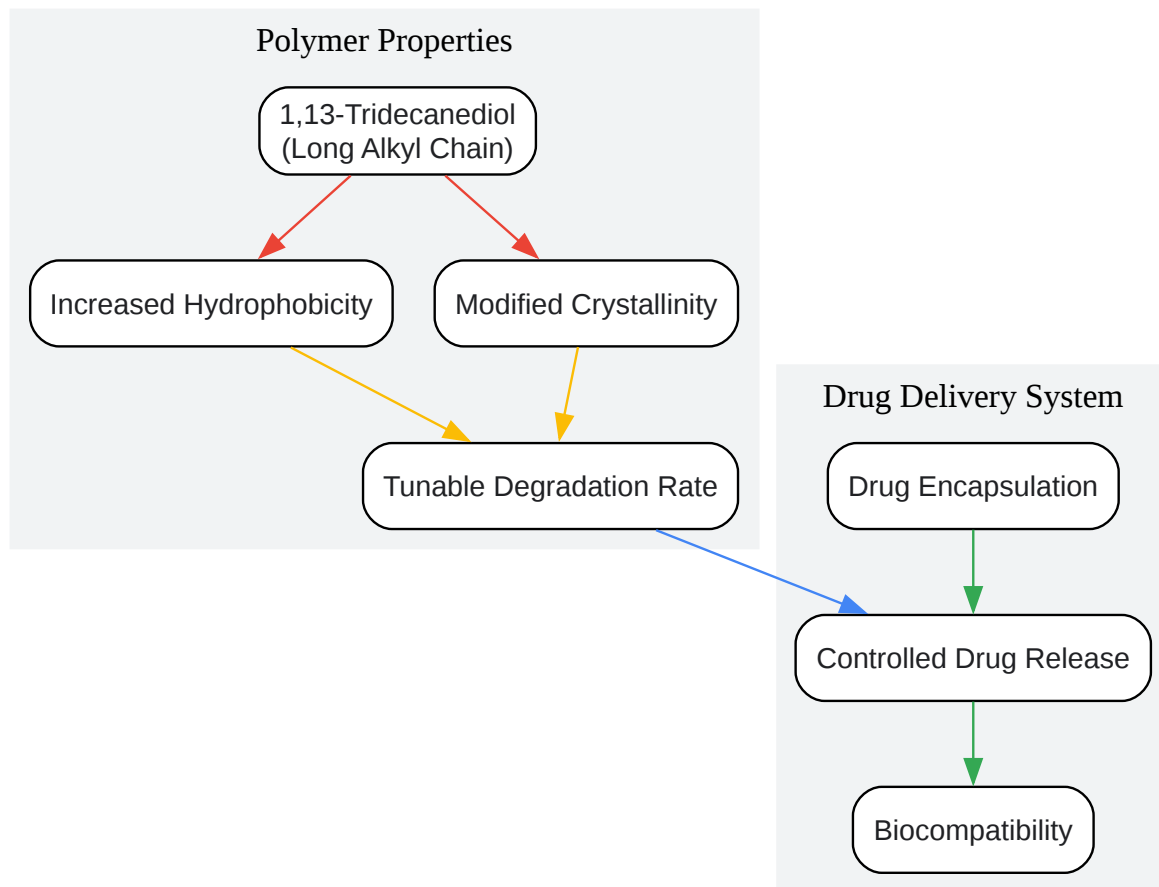 Polymer Properties
1,13-Tridecanediol
(Long Alkyl Chain)
Increased Hydrophobicity
Modified Crystallinity
Tunable Degradation Rate
Drug Delivery System
Drug Encapsulation
Controlled Drug Release
Biocompatibility